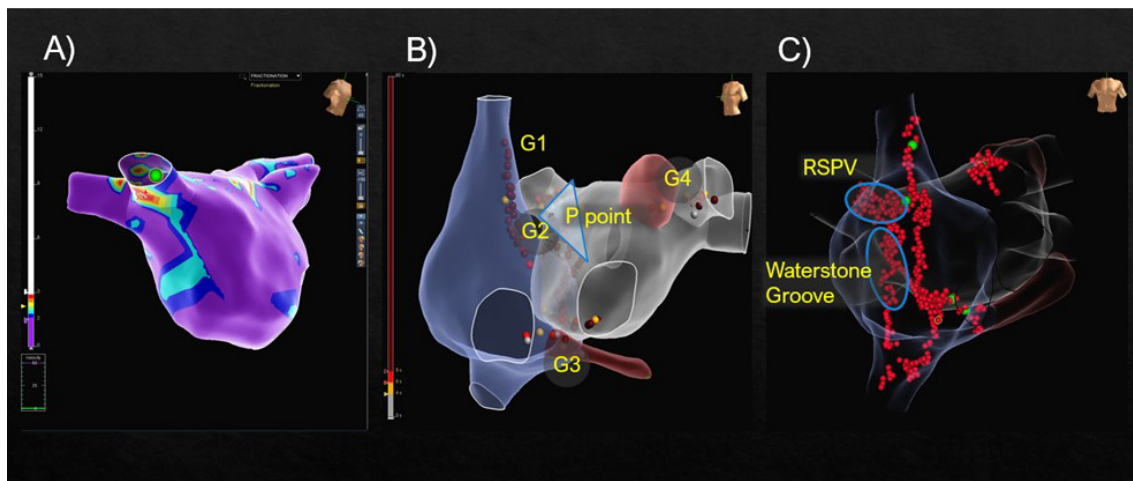 A)
B)
C)
FRACTIONATION
Fractionation
G1
G4
P point
G2
G3
RSPV
Waterstone
Groove